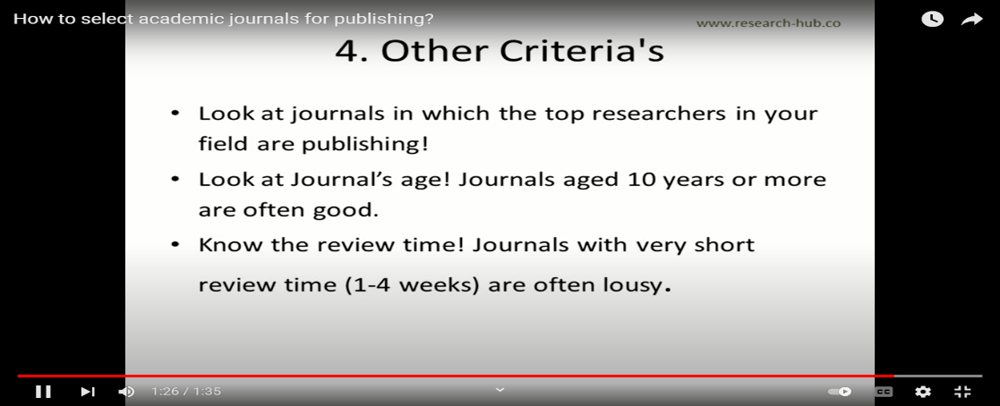 How to select academic journals for publishing?
www.research-hub.co
4. Other Criteria's
• Look at journals in which the top researchers in your
field are publishing!
• Look at Journal’s age! Journals aged 10 years or more
are often good.
• Know the review time! Journals with very short
review time (1-4 weeks) are often lousy.
1:26 / 1:35
CC